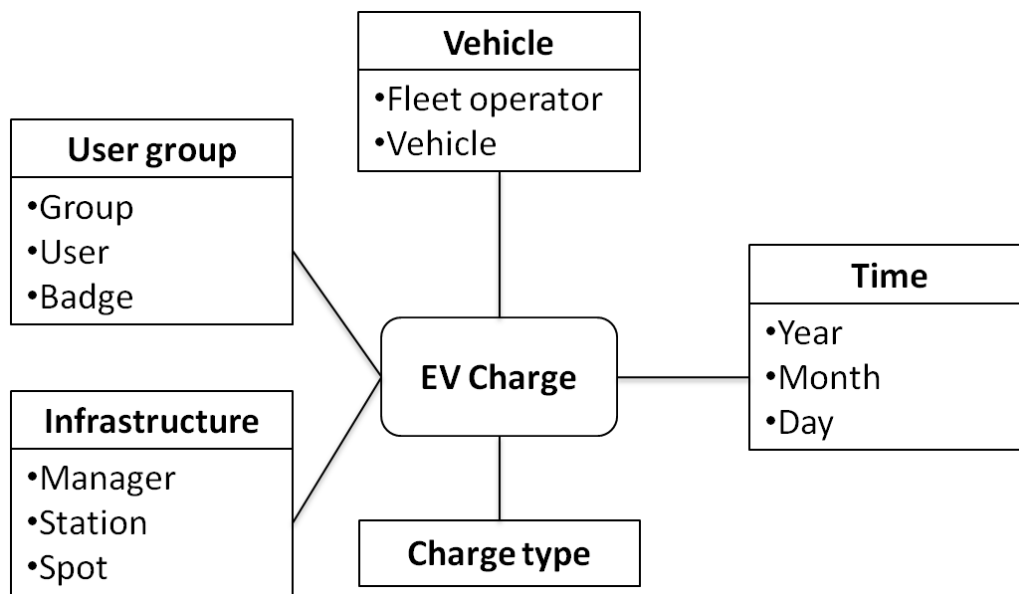 Vehicle
•Fleet operator
•Vehicle
User group
•Group
•User
•Badge
Time
•Year
•Month
•Day
EV Charge
Infrastructure
•Manager
•Station
•Spot
Charge type